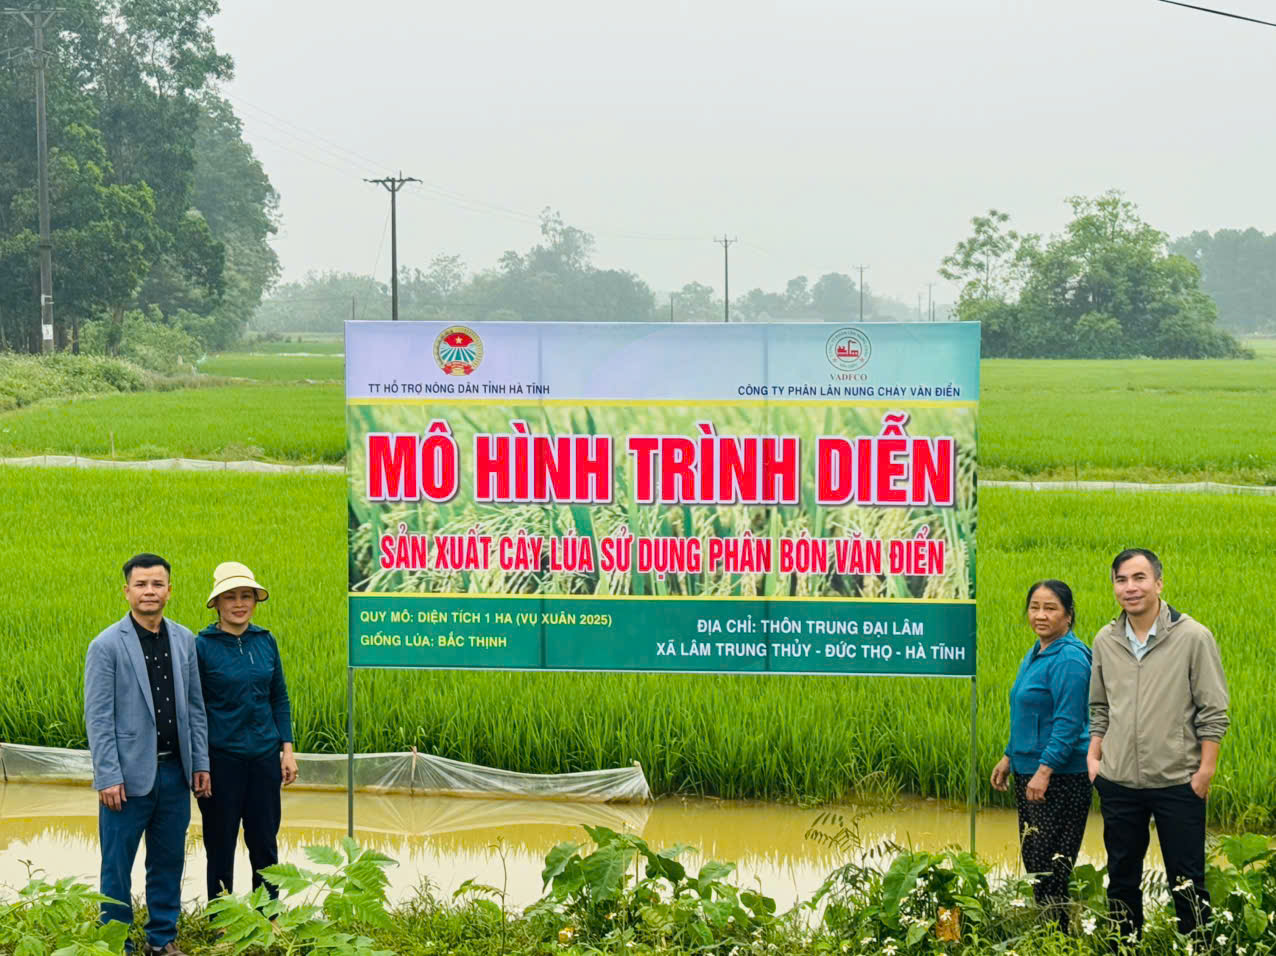 TT HỖ TRỢ NÔNG DÂN TỈNH HÀ TĨNH
VADFCO
CÔNG TY PHÂN LÂN NUNG CHẢY VĂN ĐIỂN
MÔ HÌNH TRÌNH DIỄN
SẢN XUẤT CÂY LÚA SỬ DỤNG PHÂN BÓN VĂN ĐIỂN
QUY MÔ: DIỆN TÍCH 1 HA (VỤ XUÂN 2025)
GIỐNG LÚA: BẮC THỊNH
ĐỊA CHỈ: THÔN TRUNG ĐẠI LÂM
XÃ LÂM TRUNG THỦY - ĐỨC THỌ - HÀ TĨNH